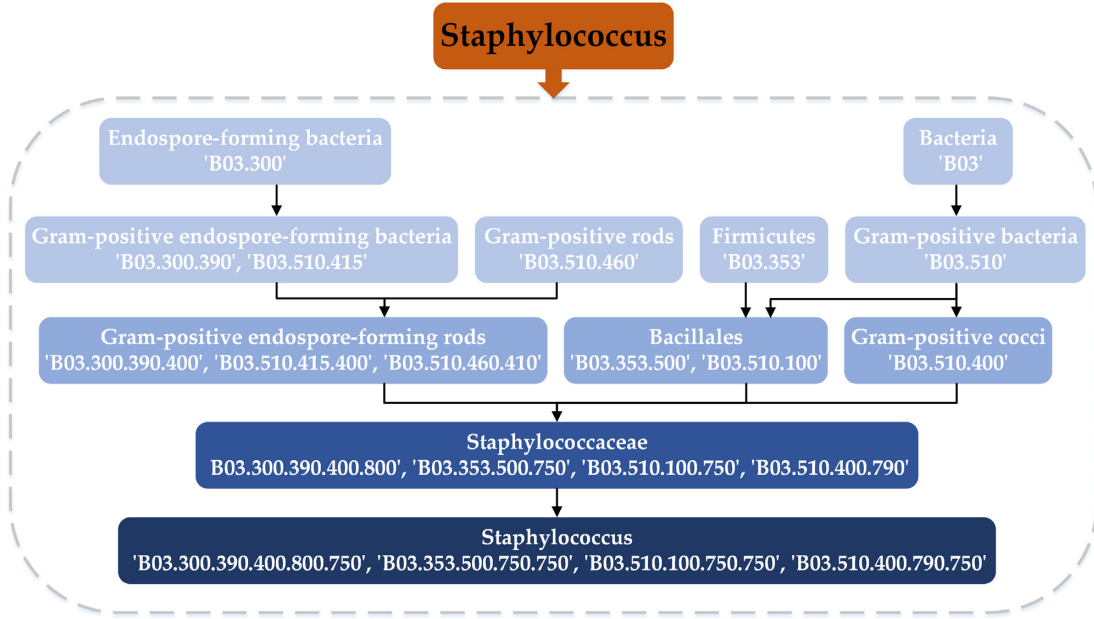 Staphylococcus
Endospore-forming bacteria
'B03.300'
Bacteria
'B03'
Gram-positive endospore-forming bacteria
'B03.300.390', 'B03.510.415'
Gram-positive rods
'B03.510.460'
Firmicutes
'B03.353'
Gram-positive bacteria
'B03.510'
Gram-positive endospore-forming rods
'B03.300.390.400', 'B03.510.415.400', 'B03.510.460.410'
Bacillales
'B03.353.500', 'B03.510.100'
Gram-positive cocci
'B03.510.400'
Staphylococcaceae
B03.300.390.400.800', 'B03.353.500.750', 'B03.510.100.750', 'B03.510.400.790'
Staphylococcus
'B03.300.390.400.800.750', 'B03.353.500.750.750', 'B03.510.100.750.750', 'B03.510.400.790.750'